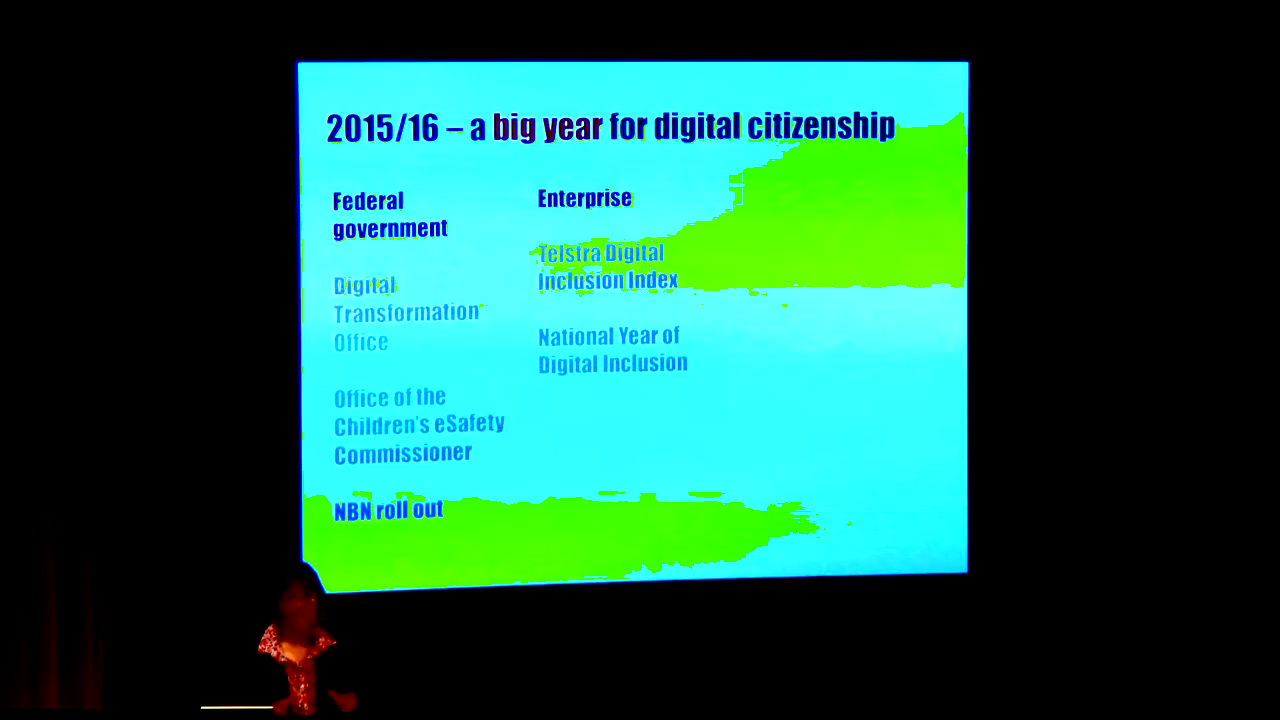 2015/16 – a big year for digital citizenship
Federal
government
Digital
Transformation
Office
Office of the
Children's eSafety
Commissioner
NBN roll out
Enterprise
Telstra Digital
Inclusion Index
National Year of
Digital Inclusion